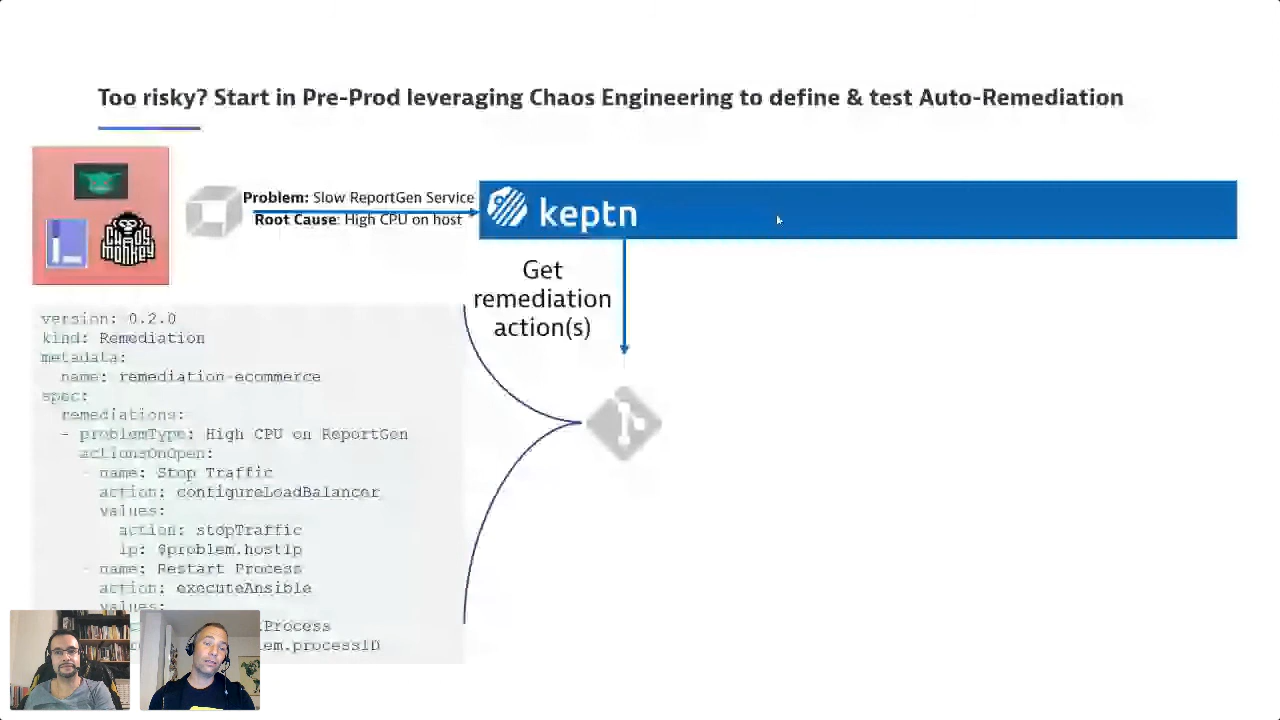 Too risky? Start in Pre-Prod leveraging Chaos Engineering to define & test Auto-Remediation
CHAOS
MONKEY
Problem: Slow ReportGen Service
Root Cause: High CPU on host
keptn
Get
remediation
action(s)
version: 0.2.0
kind: Remediation
metadata:
name: remediation-ecommerce
spec:
remediations:
- problemType: High CPU on ReportGen
actionsOnOpen:
- name: Stop Traffic
action: configureLoadBalancer
values:
action: stopTraffic
ip: $problem.hostIp
- name: Restart Process
action: executeAnsible
values:
Process
em.processID